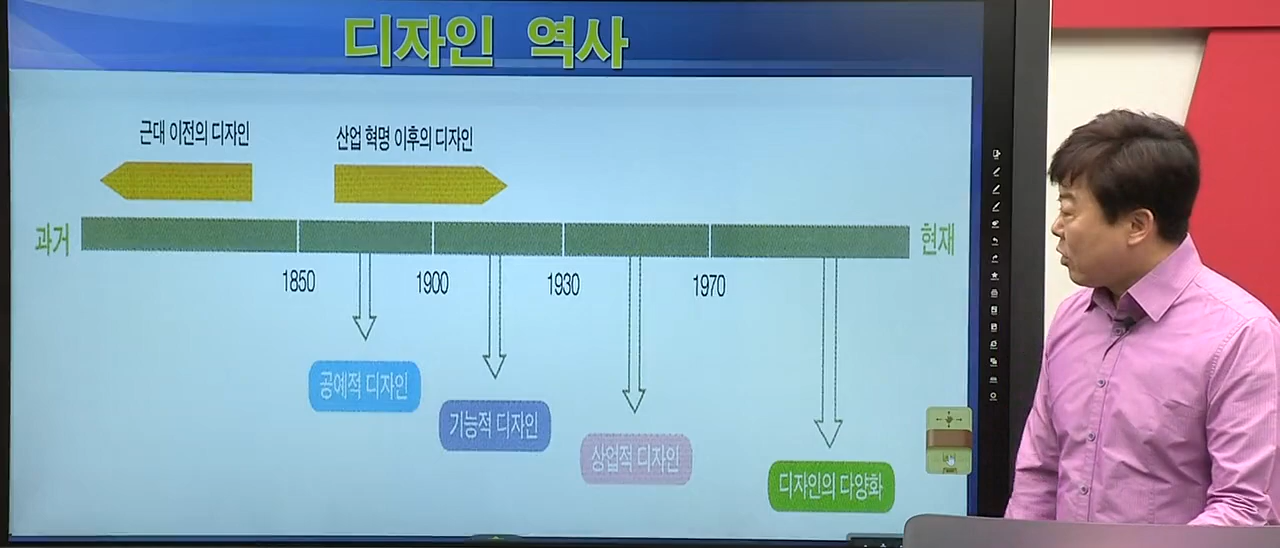 디자인 역사
근대 이전의 디자인
산업 혁명 이후의 디자인
과거
현재
1850
1900
1930
1970
공예적 디자인
기능적 디자인
상업적 디자인
디자인의 다양화